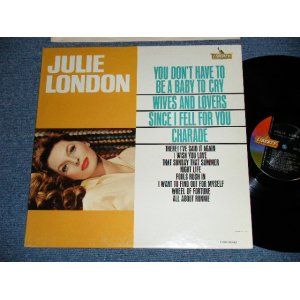 JULIE
LONDON
LIBERTY
YOU DON'T HAVE TO
BE A BABY TO CRY
WIVES AND LOVERS
SINCE I FELL FOR YOU
CHARADE
THERE! I'VE SAID IT AGAIN
I WISH YOU LOVE
THAT SUNDAY THAT SUMMER
NIGHT LIFE
FOOLS RUSH IN
I WANT TO FIND OUT FOR MYSELF
WHEEL OF FORTUNE
ALL ABOUT RONNIE
LIBERTY